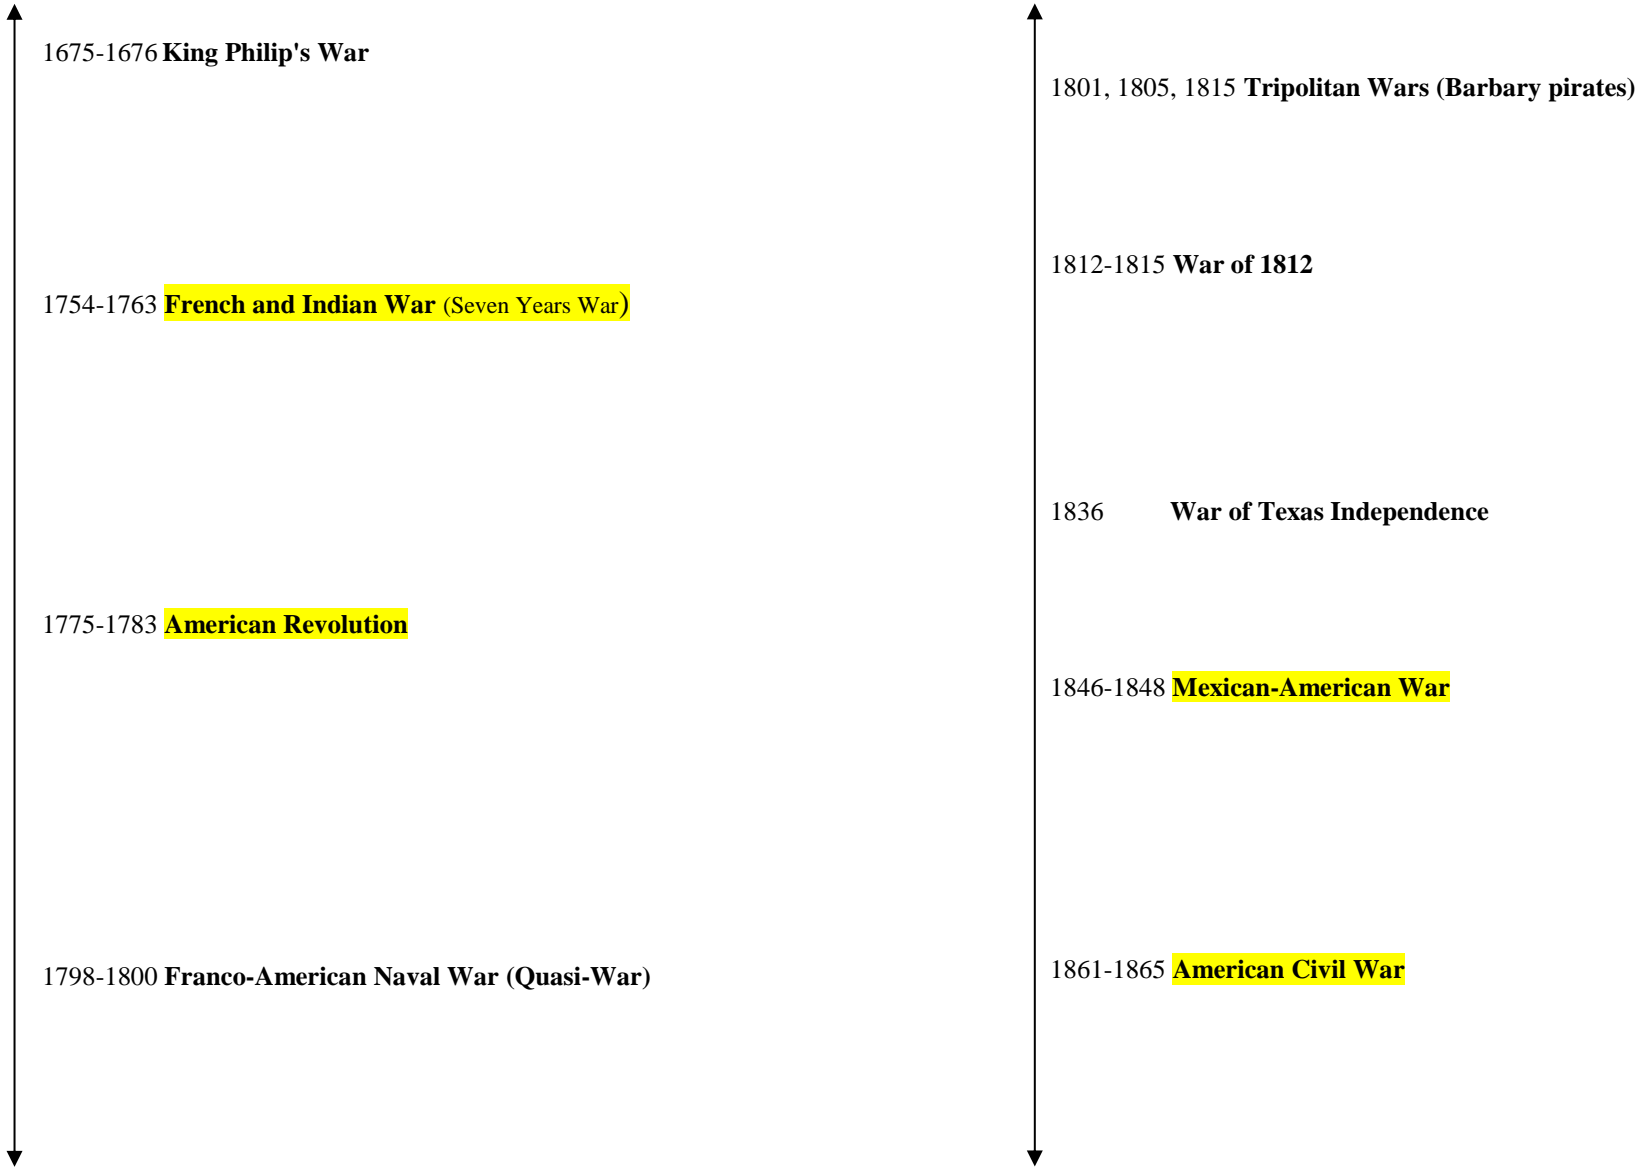 1675-1676 King Philip's War
1754-1763 French and Indian War (Seven Years War)
1775-1783 American Revolution
1798-1800 Franco-American Naval War (Quasi-War)
1801, 1805, 1815 Tripolitan Wars (Barbary pirates)
1812-1815 War of 1812
1836 War of Texas Independence
1846-1848 Mexican-American War
1861-1865 American Civil War